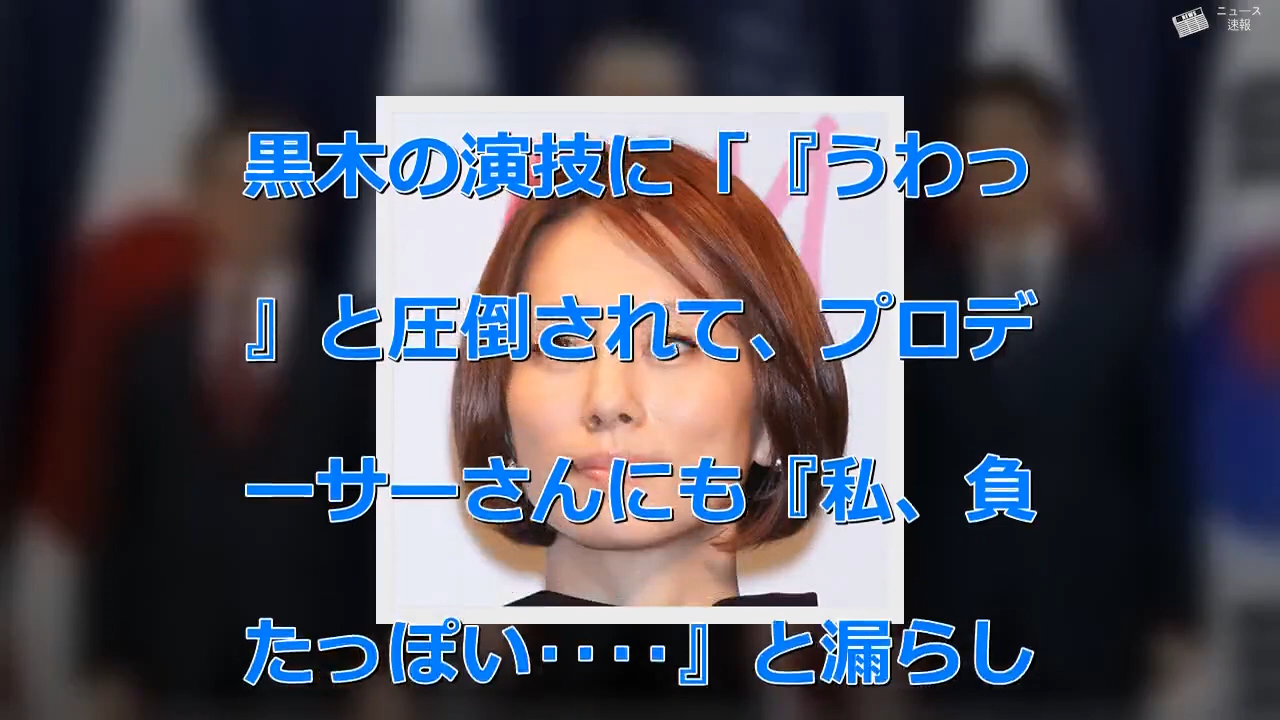 NEWS
ニュース
速報
黒木の演技に「『うわっ
』と圧倒されて、プロデ
ーサーさんにも『私、負
たっぽい‥‥』と漏らし